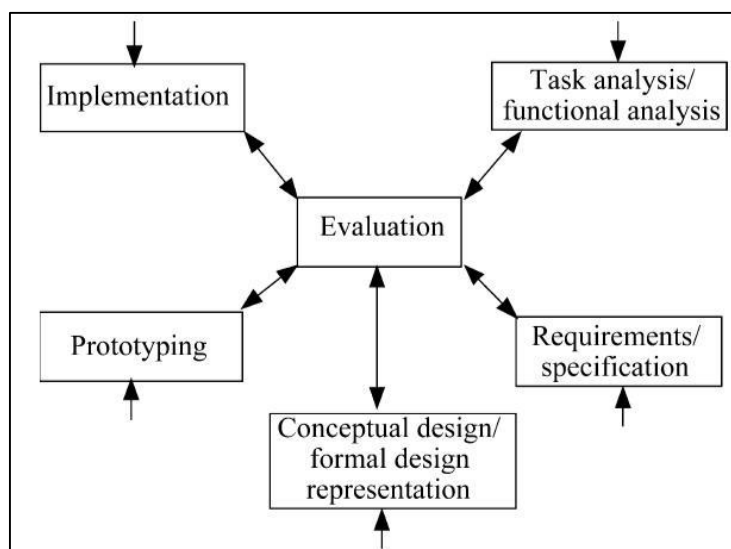 Implementation
Task analysis/
functional analysis
Evaluation
Prototyping
Requirements/
specification
Conceptual design/
formal design
representation